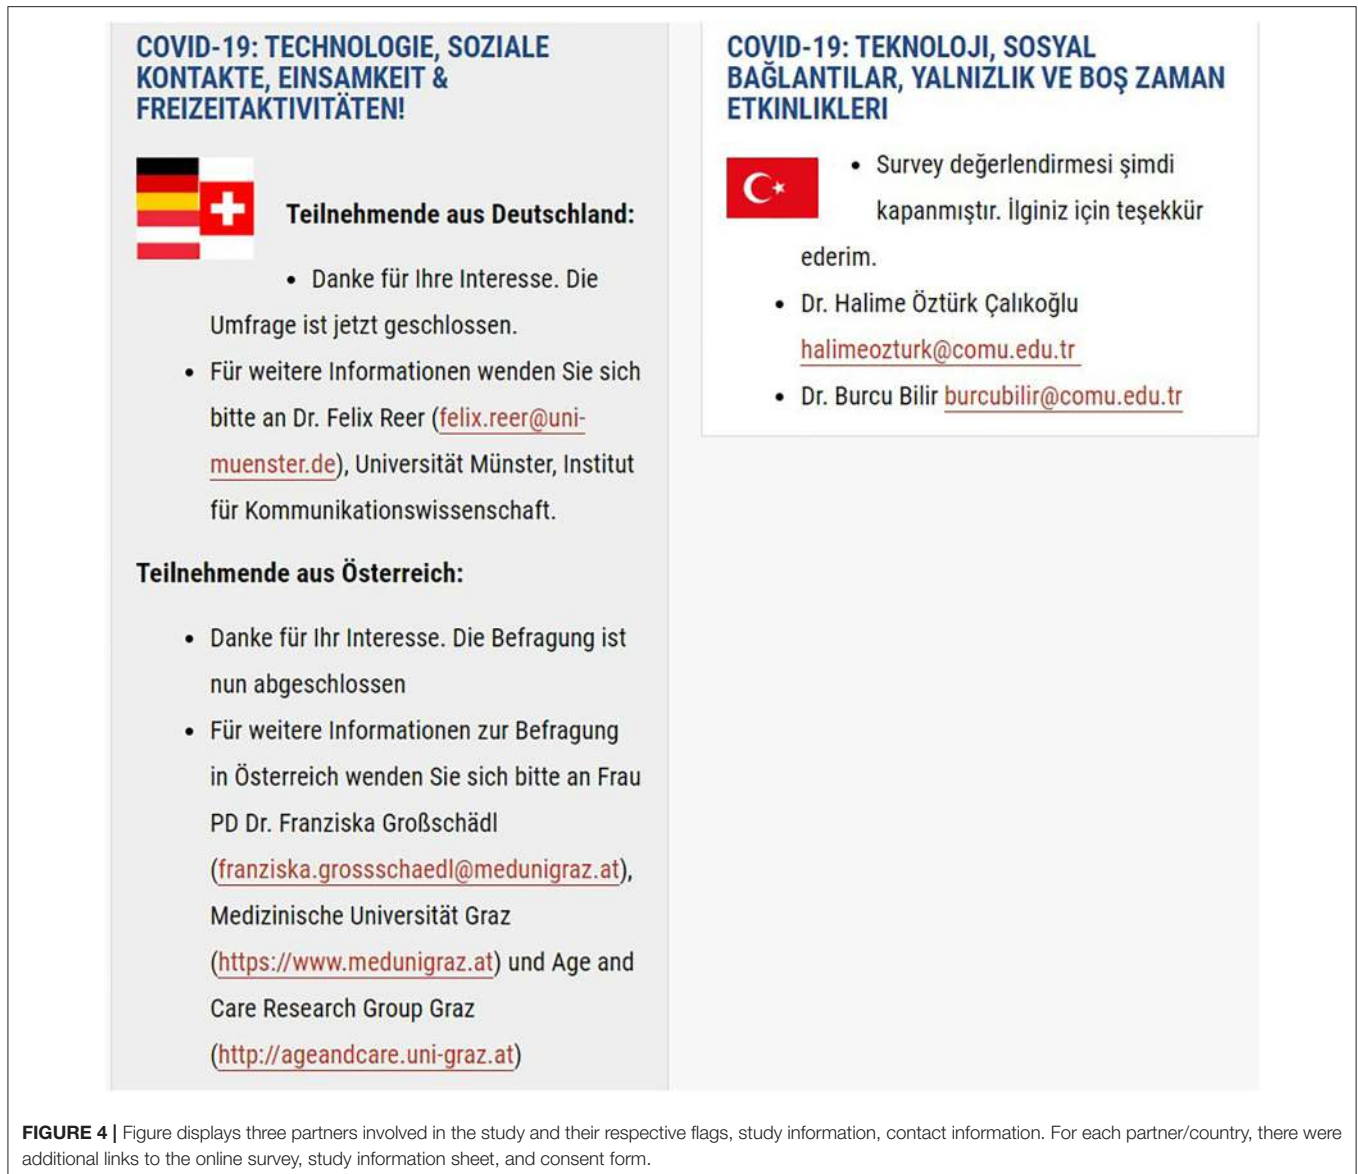 COVID-19: TECHNOLOGIE, SOZIALE
KONTAKTE, EINSAMKEIT &
FREIZEITAKTIVITÄTEN!
Teilnehmende aus Deutschland:
• Danke für Ihre Interesse. Die
Umfrage ist jetzt geschlossen.
• Für weitere Informationen wenden Sie sich
bitte an Dr. Felix Reer (felix.reer@uni-
muenster.de), Universität Münster, Institut
für Kommunikationswissenschaft.
Teilnehmende aus Österreich:
• Danke für Ihr Interesse. Die Befragung ist
nun abgeschlossen
• Für weitere Informationen zur Befragung
in Österreich wenden Sie sich bitte an Frau
PD Dr. Franziska Großschädl
(franziska.grossschaedl@medunigraz.at),
Medizinische Universität Graz
(https://www.medunigraz.at) und Age and
Care Research Group Graz
(http://ageandcare.uni-graz.at)
COVID-19: TEKNOLOJI, SOSYAL
BAĞLANTILAR, YALNIZLIK VE BOŞ ZAMAN
ETKINLIKLERI
• Survey değerlendirmesi şimdi
kapanmıştır. İlginiz için teşekkür
ederim.
• Dr. Halime Öztürk Çalıkoğlu
halimeozturk@comu.edu.tr
• Dr. Burcu Bilir burcubilir@comu.edu.tr
FIGURE 4 | Figure displays three partners involved in the study and their respective flags, study information, contact information. For each partner/country, there were
additional links to the online survey, study information sheet, and consent form.